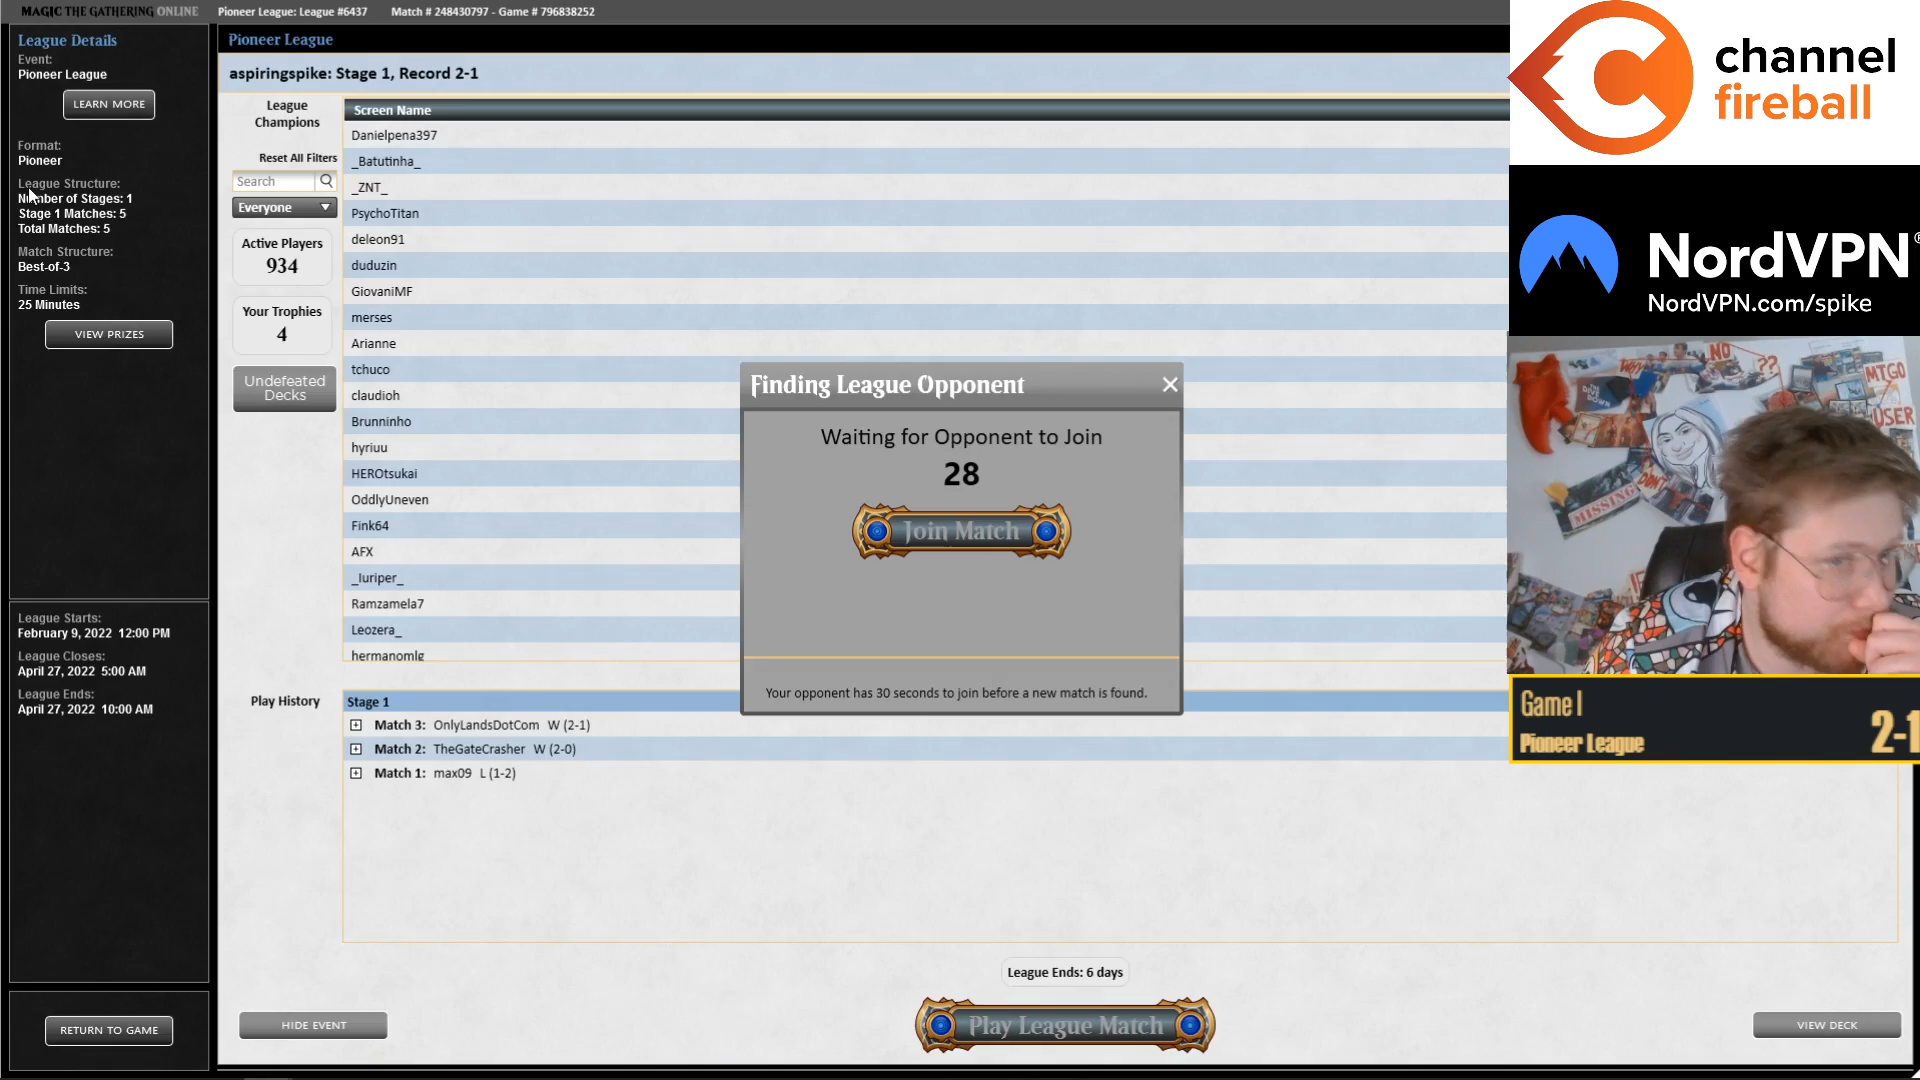 MAGIC THE GATHERING ONLINE
Pioneer League: League #6437
Match # 248430797 - Game # 796838252
League Details
Event:
Pioneer League
LEARN MORE
Format:
Pioneer
League Structure:
Number of Stages: 1
Stage 1 Matches: 5
Total Matches: 5
Match Structure:
Best-of-3
Time Limits:
25 Minutes
VIEW PRIZES
League Starts:
February 9, 2022 12:00 PM
League Closes:
April 27, 2022 5:00 AM
League Ends:
April 27, 2022 10:00 AM
RETURN TO GAME
Pioneer League
aspiringspike: Stage 1, Record 2-1
League
Champions
Reset All Filters
Search
Everyone
Active Players
934
Your Trophies
4
Undefeated
Decks
Screen Name
Danielpena397
_Batutinha_
_ZNT_
PsychoTitan
deleon91
duduzin
GiovaniMF
merses
Arianne
tchuco
claudioh
Brunninho
hyriuu
HEROtsukai
OddlyUneven
Fink64
AFX
Ramzamela7
Leozera_
hermanomlg
Finding League Opponent
Waiting for Opponent to Join
28
Join Match
Your opponent has 30 seconds to join before a new match is found.
Play History
Stage 1
Match 3: OnlyLandsDotCom W (2-1)
Match 2: TheGateCrasher W (2-0)
Match 1: max09 L (1-2)
League Ends: 6 days
HIDE EVENT
Play League Match
VIEW DECK
channel
fireball
NordVPN®
NordVPN.com/spike
NO
??
MTGO
USER
MISSING
Game 1
Pioneer League
2-1